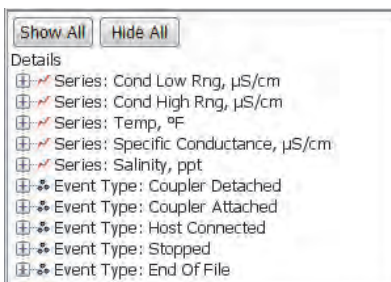 Show All Hide All
Details
Series: Cond Low Rng, µS/cm
Series: Cond High Rng, µS/cm
Series: Temp, °F
Series: Specific Conductance, µS/cm
Series: Salinity, ppt
Event Type: Coupler Detached
Event Type: Coupler Attached
Event Type: Host Connected
Event Type: Stopped
Event Type: End Of File